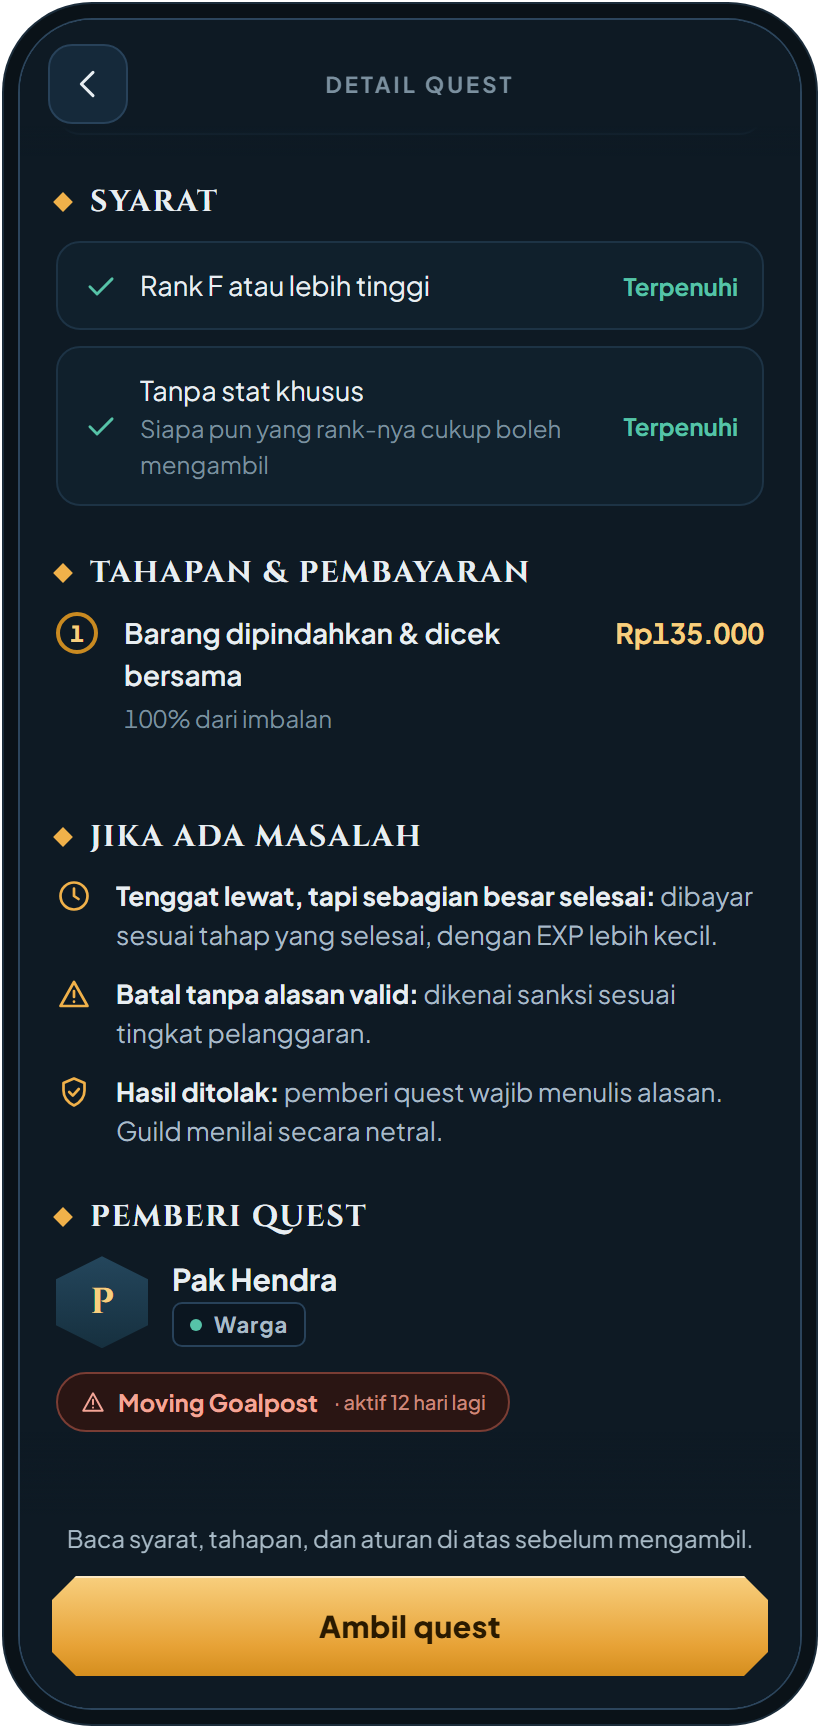 DETAIL QUEST
SYARAT
Rank F atau lebih tinggi
Terpenuhi
Tanpa stat khusus
Siapa pun yang rank-nya cukup boleh
mengambil
Terpenuhi
TAHAPAN & PEMBAYARAN
1
Barang dipindahkan & dicek
bersama
Rp135.000
100% dari imbalan
JIKA ADA MASALAH
Tenggat lewat, tapi sebagian besar selesai: dibayar
sesuai tahap yang selesai, dengan EXP lebih kecil.
Batal tanpa alasan valid: dikenai sanksi sesuai
tingkat pelanggaran.
Hasil ditolak: pemberi quest wajib menulis alasan.
Guild menilai secara netral.
PEMBERI QUEST
P
Pak Hendra
Warga
Moving Goalpost · aktif 12 hari lagi
Baca syarat, tahapan, dan aturan di atas sebelum mengambil.
Ambil quest